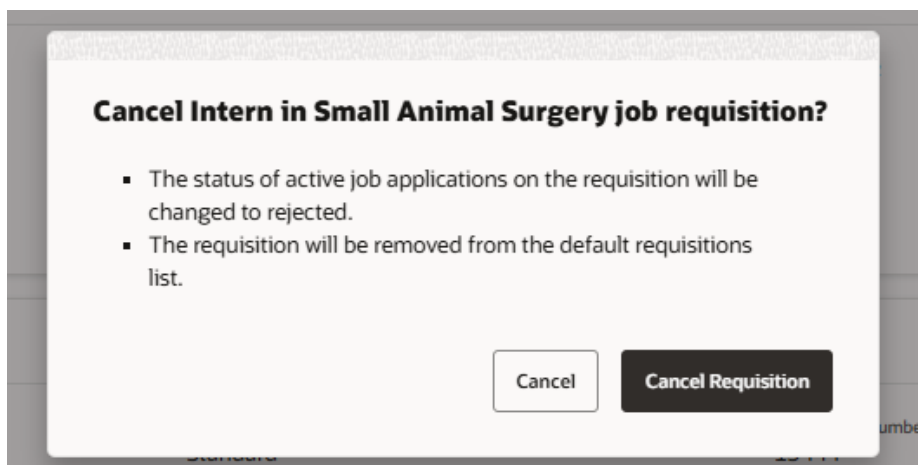 Cancel Intern in Small Animal Surgery job requisition?
▪ The status of active job applications on the requisition will be
changed to rejected.
▪ The requisition will be removed from the default requisitions
list.
Cancel Cancel Requisition